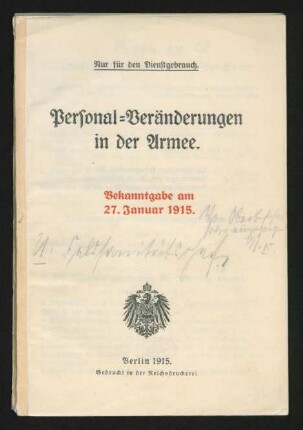 Nur für den Dienstgebrauch.
Personal=Veränderungen
in der Armee.
Bekanntgabe am
27. Januar 1915.
Berlin 1915.
Gedruckt in der Reichsdruckerei.